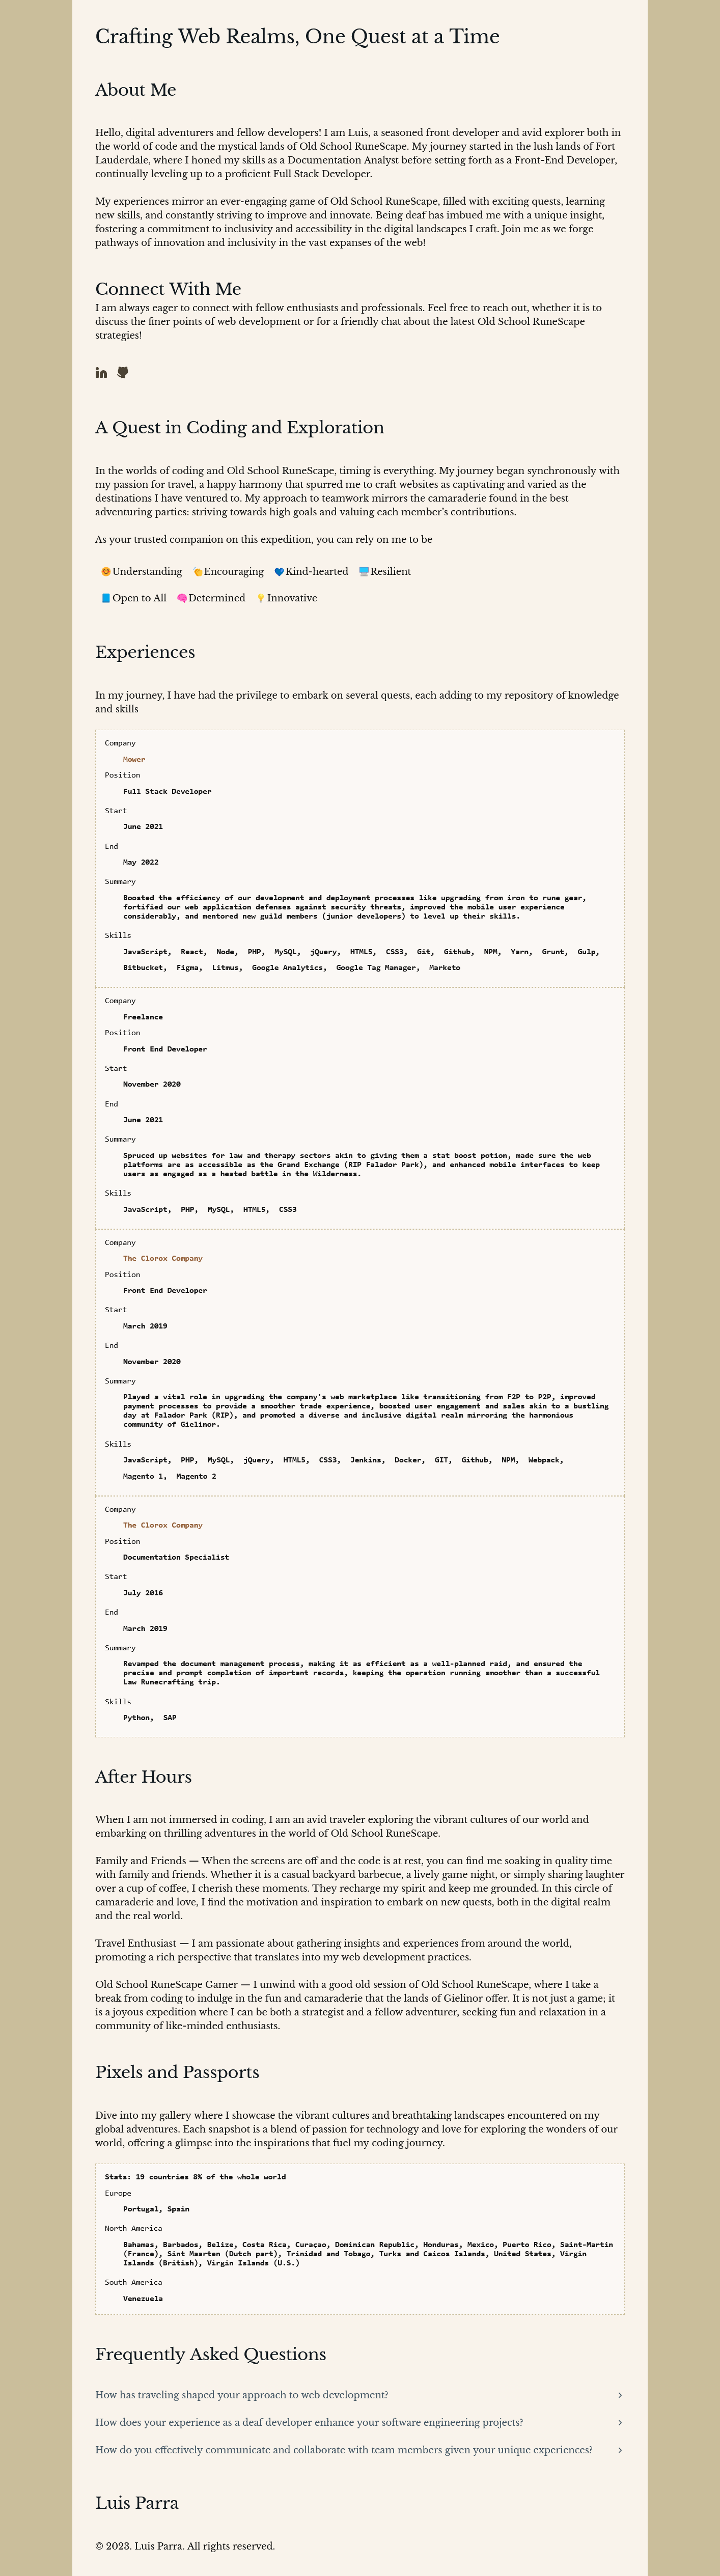 Crafting Web Realms, One Quest at a Time
About Me
Hello, digital adventurers and fellow developers! I am Luis, a seasoned front developer and avid explorer both in
the world of code and the mystical lands of Old School RuneScape. My journey started in the lush lands of Fort
Lauderdale, where I honed my skills as a Documentation Analyst before setting forth as a Front-End Developer,
continually leveling up to a proficient Full Stack Developer.
My experiences mirror an ever-engaging game of Old School RuneScape, filled with exciting quests, learning
new skills, and constantly striving to improve and innovate. Being deaf has imbued me with a unique insight,
fostering a commitment to inclusivity and accessibility in the digital landscapes I craft. Join me as we forge
pathways of innovation and inclusivity in the vast expanses of the web!
Connect With Me
I am always eager to connect with fellow enthusiasts and professionals. Feel free to reach out, whether it is to
discuss the finer points of web development or for a friendly chat about the latest Old School RuneScape
strategies!
A Quest in Coding and Exploration
In the worlds of coding and Old School RuneScape, timing is everything. My journey began synchronously with
my passion for travel, a happy harmony that spurred me to craft websites as captivating and varied as the
destinations I have ventured to. My approach to teamwork mirrors the camaraderie found in the best
adventuring parties: striving towards high goals and valuing each member's contributions.
As your trusted companion on this expedition, you can rely on me to be
😊Understanding 👏Encouraging 💙Kind-hearted 🖥️Resilient
📘Open to All 🧠Determined 💡Innovative
Experiences
In my journey, I have had the privilege to embark on several quests, each adding to my repository of knowledge
and skills
Company
Mower
Position
Full Stack Developer
Start
June 2021
End
May 2022
Summary
Boosted the efficiency of our development and deployment processes like upgrading from iron to rune gear,
fortified our web application defenses against security threats, improved the mobile user experience
considerably, and mentored new guild members (junior developers) to level up their skills.
Skills
JavaScript, React, Node, PHP, MySQL, jQuery, HTML5, CSS3, Git, Github, NPM, Yarn, Grunt, Gulp,
Bitbucket, Figma, Litmus, Google Analytics, Google Tag Manager, Marketo
Company
Freelance
Position
Front End Developer
Start
November 2020
End
June 2021
Summary
Spruced up websites for law and therapy sectors akin to giving them a stat boost potion, made sure the web
platforms are as accessible as the Grand Exchange (RIP Falador Park), and enhanced mobile interfaces to keep
users as engaged as a heated battle in the Wilderness.
Skills
JavaScript, PHP, MySQL, HTML5, CSS3
Company
The Clorox Company
Position
Front End Developer
Start
March 2019
End
November 2020
Summary
Played a vital role in upgrading the company's web marketplace like transitioning from F2P to P2P, improved
payment processes to provide a smoother trade experience, boosted user engagement and sales akin to a bustling
day at Falador Park (RIP), and promoted a diverse and inclusive digital realm mirroring the harmonious
community of Gielinor.
Skills
JavaScript, PHP, MySQL, jQuery, HTML5, CSS3, Jenkins, Docker, GIT, Github, NPM, Webpack,
Magento 1, Magento 2
Company
The Clorox Company
Position
Documentation Specialist
Start
July 2016
End
March 2019
Summary
Revamped the document management process, making it as efficient as a well-planned raid, and ensured the
precise and prompt completion of important records, keeping the operation running smoother than a successful
Law Runecrafting trip.
Skills
Python, SAP
After Hours
When I am not immersed in coding, I am an avid traveler exploring the vibrant cultures of our world and
embarking on thrilling adventures in the world of Old School RuneScape.
Family and Friends — When the screens are off and the code is at rest, you can find me soaking in quality time
with family and friends. Whether it is a casual backyard barbecue, a lively game night, or simply sharing laughter
over a cup of coffee, I cherish these moments. They recharge my spirit and keep me grounded. In this circle of
camaraderie and love, I find the motivation and inspiration to embark on new quests, both in the digital realm
and the real world.
Travel Enthusiast — I am passionate about gathering insights and experiences from around the world,
promoting a rich perspective that translates into my web development practices.
Old School RuneScape Gamer — I unwind with a good old session of Old School RuneScape, where I take a
break from coding to indulge in the fun and camaraderie that the lands of Gielinor offer. It is not just a game; it
is a joyous expedition where I can be both a strategist and a fellow adventurer, seeking fun and relaxation in a
community of like-minded enthusiasts.
Pixels and Passports
Dive into my gallery where I showcase the vibrant cultures and breathtaking landscapes encountered on my
global adventures. Each snapshot is a blend of passion for technology and love for exploring the wonders of our
world, offering a glimpse into the inspirations that fuel my coding journey.
Stats: 19 countries 8% of the whole world
Europe
Portugal, Spain
North America
Bahamas, Barbados, Belize, Costa Rica, Curaçao, Dominican Republic, Honduras, Mexico, Puerto Rico, Saint-Martin
(France), Sint Maarten (Dutch part), Trinidad and Tobago, Turks and Caicos Islands, United States, Virgin
Islands (British), Virgin Islands (U.S.)
South America
Venezuela
Frequently Asked Questions
How has traveling shaped your approach to web development?
How does your experience as a deaf developer enhance your software engineering projects?
How do you effectively communicate and collaborate with team members given your unique experiences?
Luis Parra
© 2023. Luis Parra. All rights reserved.